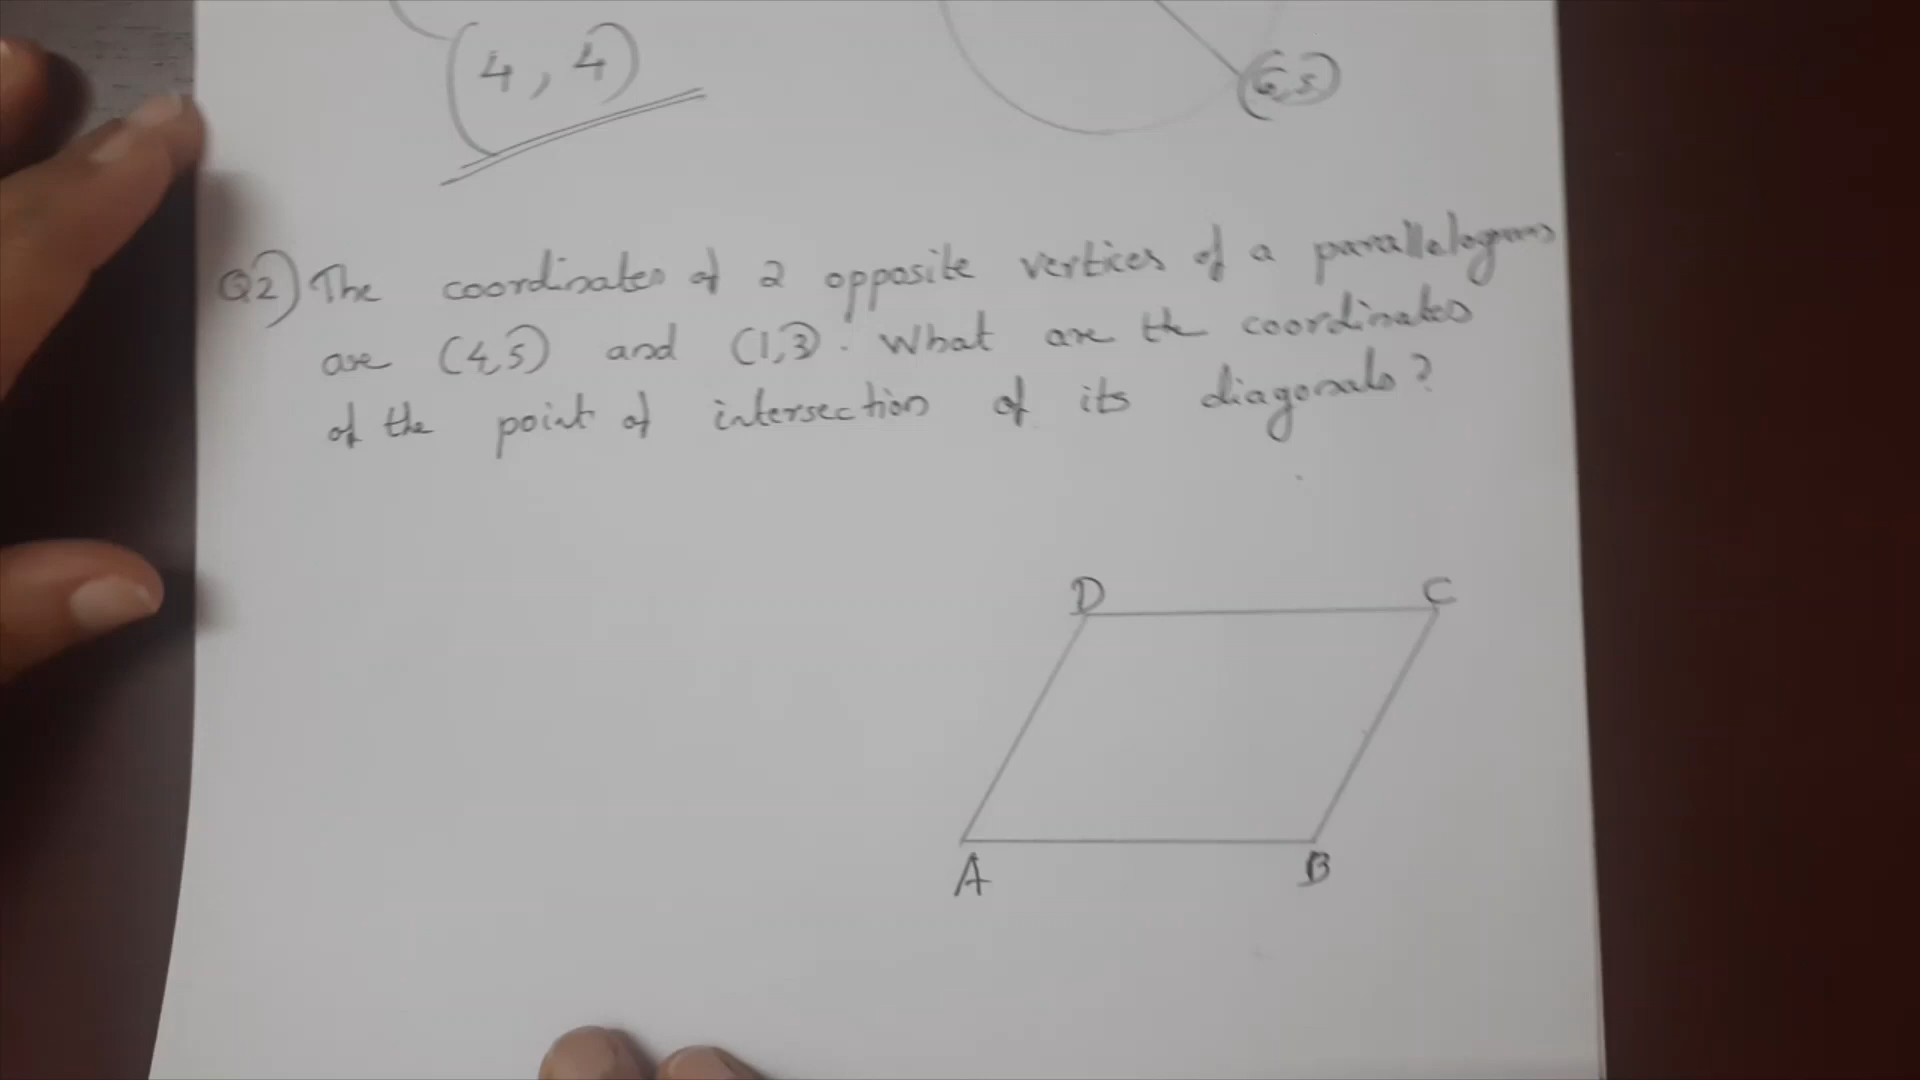 (4, 4)
(6,5)
Q2) The coordinates of 2 opposite vertices of a parallelogram
are (4,5) and (1,3). What are the coordinates
of the point of intersection of its diagonals?
D C
A B